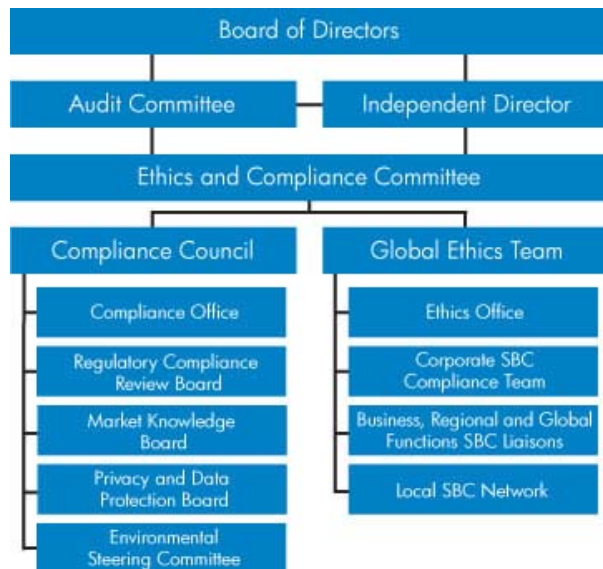 Board of Directors
Audit Committee
Independent Director
Ethics and Compliance Committee
Compliance Council
Global Ethics Team
Compliance Office
Regulatory Compliance
Review Board
Market Knowledge
Board
Privacy and Data
Protection Board
Environmental
Steering Committee
Ethics Office
Corporate SBC
Compliance Team
Business, Regional and Global
Functions SBC Liaisons
Local SBC Network